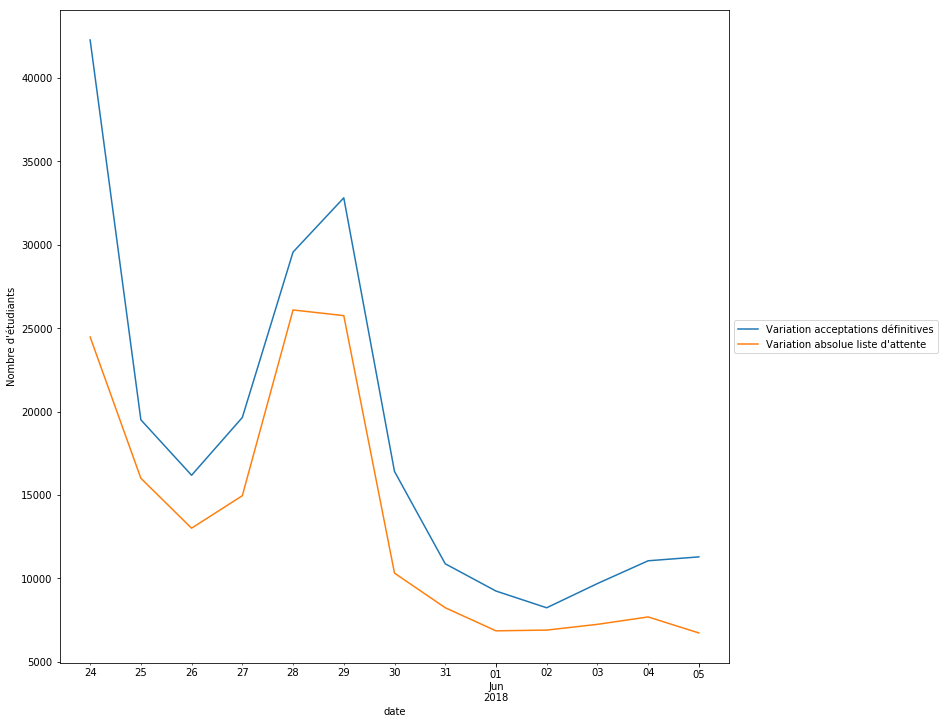 40000
35000
30000
25000
20000
15000
10000
5000
Nombre d'étudiants
24 25 26 27 28 29 30 31 01 02 03 04 05
Jun
2018
date
Variation acceptations définitives
Variation absolue liste d'attente